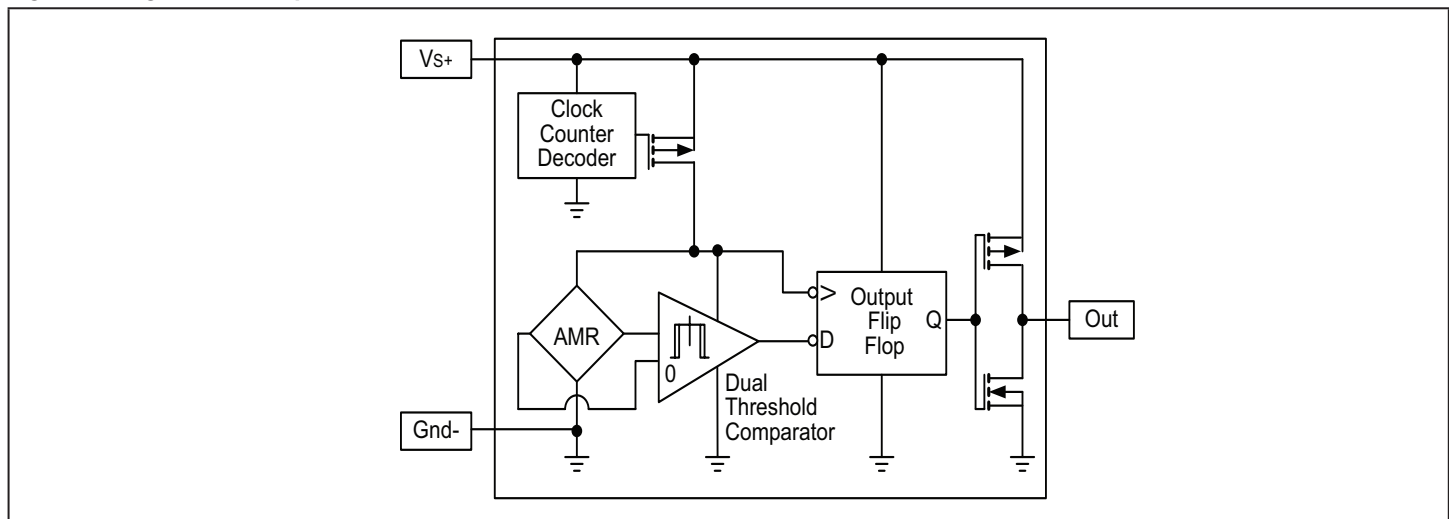 Vs+
Clock
Counter
Decoder
AMR
0
Dual
Threshold
Comparator
D
Output
Flip
Flop
Q
Out
Gnd-